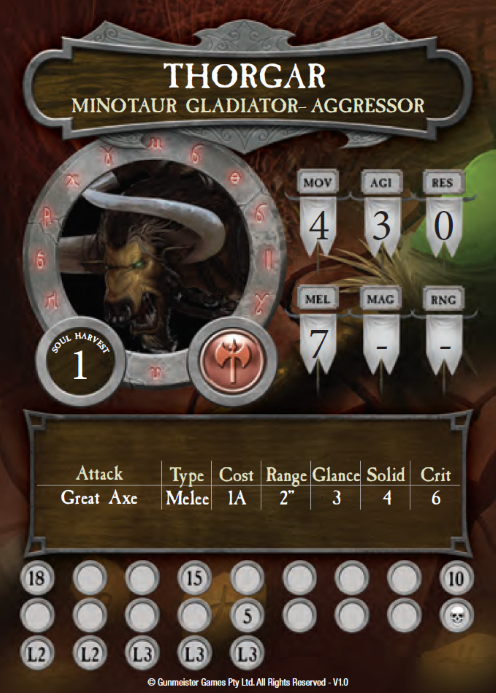 THORGAR
MINOTAUR GLADIATOR– AGGRESSOR
MOV AGI RES
4 3 0
MEL MAG RNG
7 - -
SOUL HARVEST
1
Attack Type Cost Range Glance Solid Crit
Great Axe Melee 1A 2” 3 4 6
18 15 10
5
L2 L2 L3 L3 L3
© Gunmeister Games Pty Ltd. All Rights Reserved - V1.0